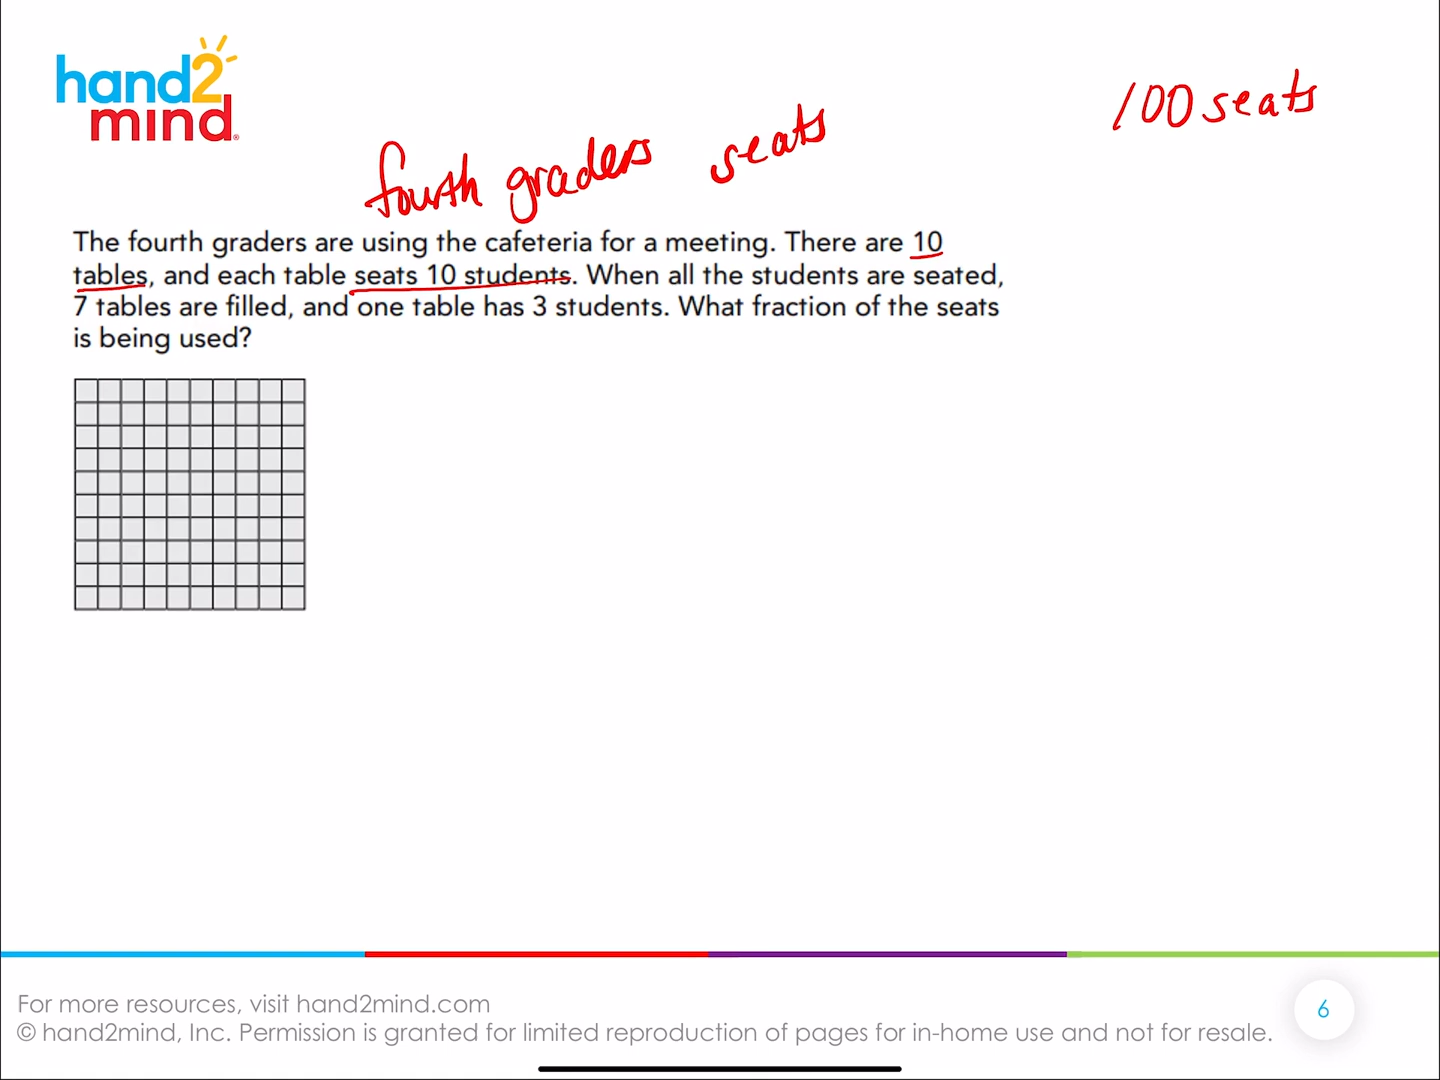 hand2
mind®
100 seats
fourth graders seats
The fourth graders are using the cafeteria for a meeting. There are 10
tables, and each table seats 10 students. When all the students are seated,
7 tables are filled, and one table has 3 students. What fraction of the seats
is being used?
For more resources, visit hand2mind.com
© hand2mind, Inc. Permission is granted for limited reproduction of pages for in-home use and not for resale.
6